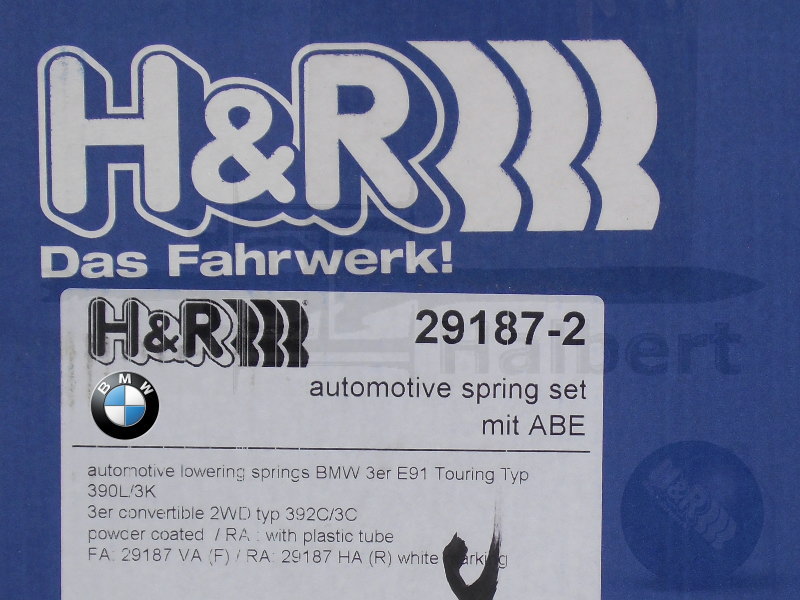 H&R
Das Fahrwerk!
H&R
29187-2
Halbert
BMW
automotive spring set
mit ABE
automotive lowering springs BMW 3er E91 Touring Typ
390L/3K
3er convertible 2WD typ 392C/3C
powder coated / RA : with plastic tube
FA: 29187 VA (F) / RA: 29187 HA (R) white marking
H&R